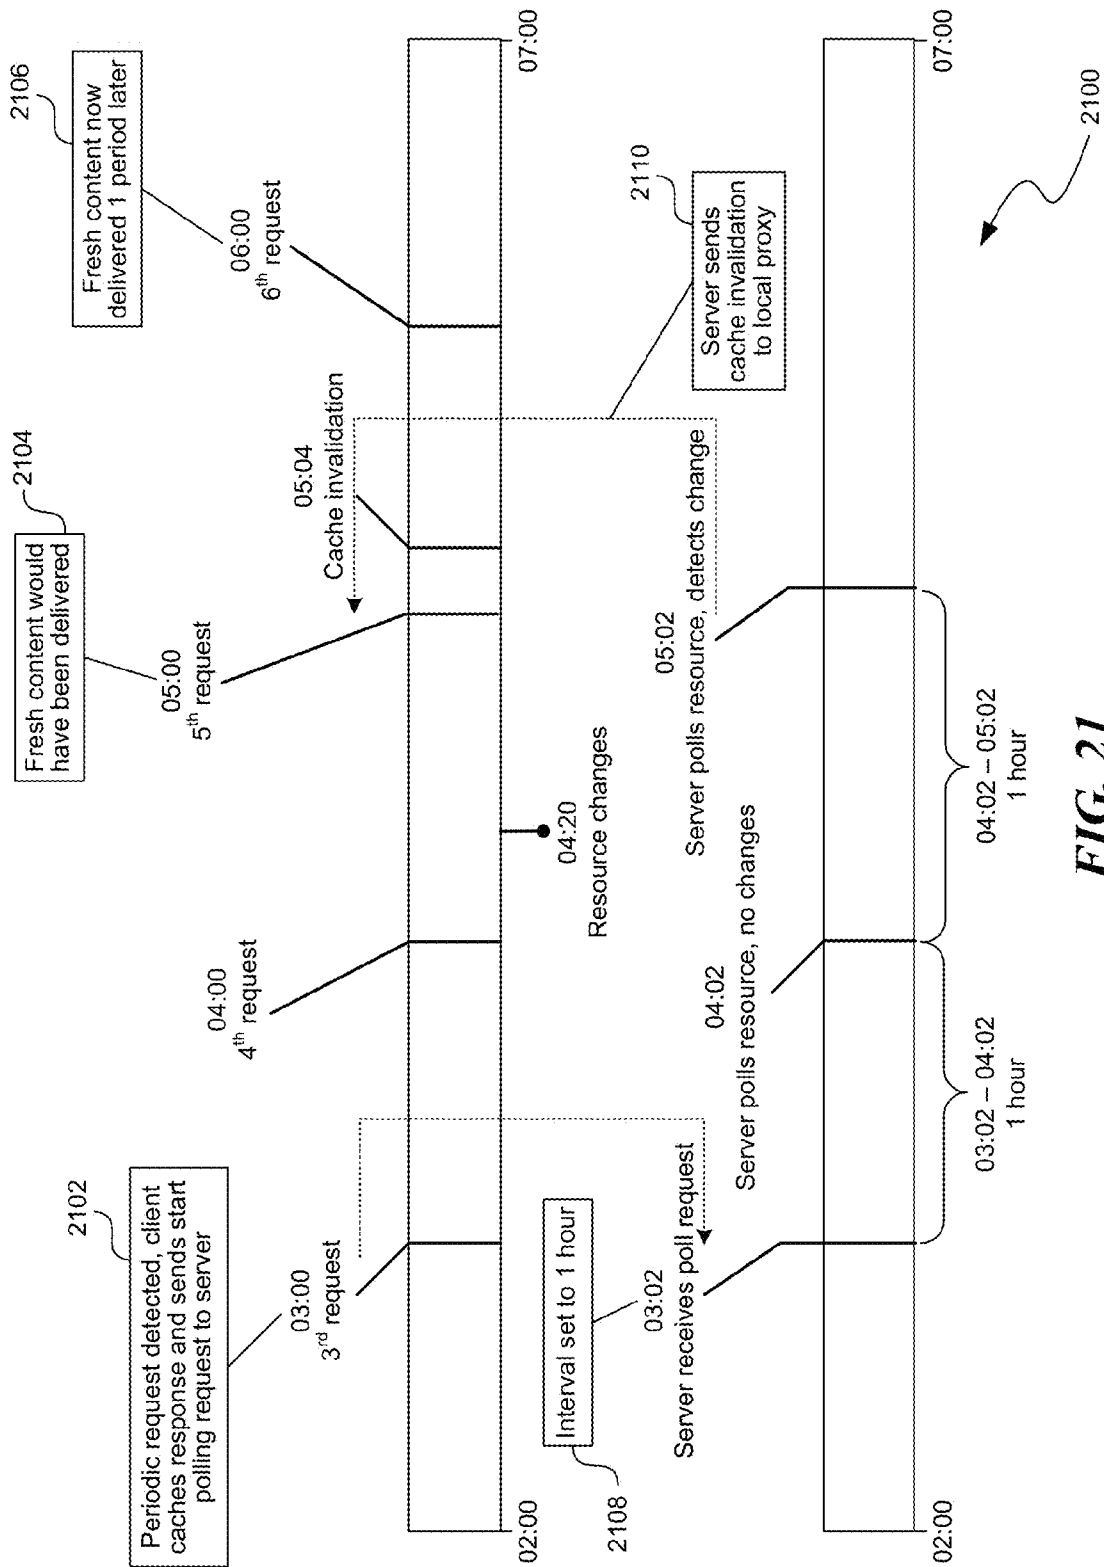 2102
Periodic request detected, client
caches response and sends start
polling request to server
2104
Fresh content would
have been delivered
2106
Fresh content now
delivered 1 period later
03:00
3rd request
04:00
4th request
05:00
5th request
05:04
Cache invalidation
06:00
6th request
02:00
04:20
Resource changes
07:00
2108
Interval set to 1 hour
03:02
Server receives poll request
04:02
Server polls resource, no changes
05:02
Server polls resource, detects change
2110
Server sends
cache invalidation
to local proxy
02:00
03:02 – 04:02
1 hour
04:02 – 05:02
1 hour
07:00
2100
FIG. 21